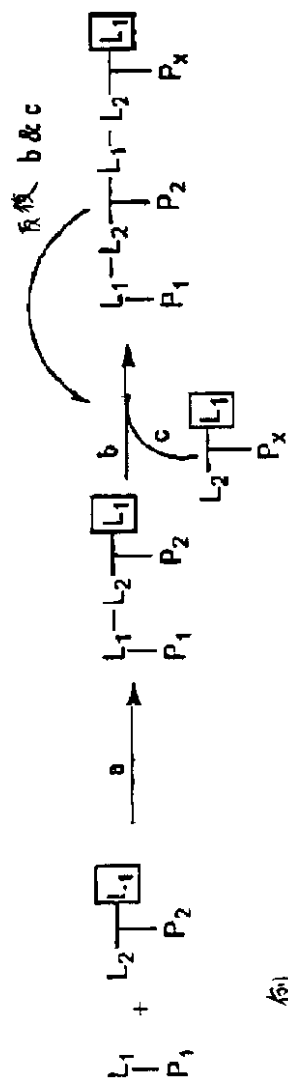 反復 b & c
L₁ + L₂ L₁ a L₁—L₂ L₁ b L₁—L₂ L₁—L₂ L₁
P₁ P₂ P₁ P₂ c P₁ P₂ Pₓ
L₂ L₁
Pₓ
例